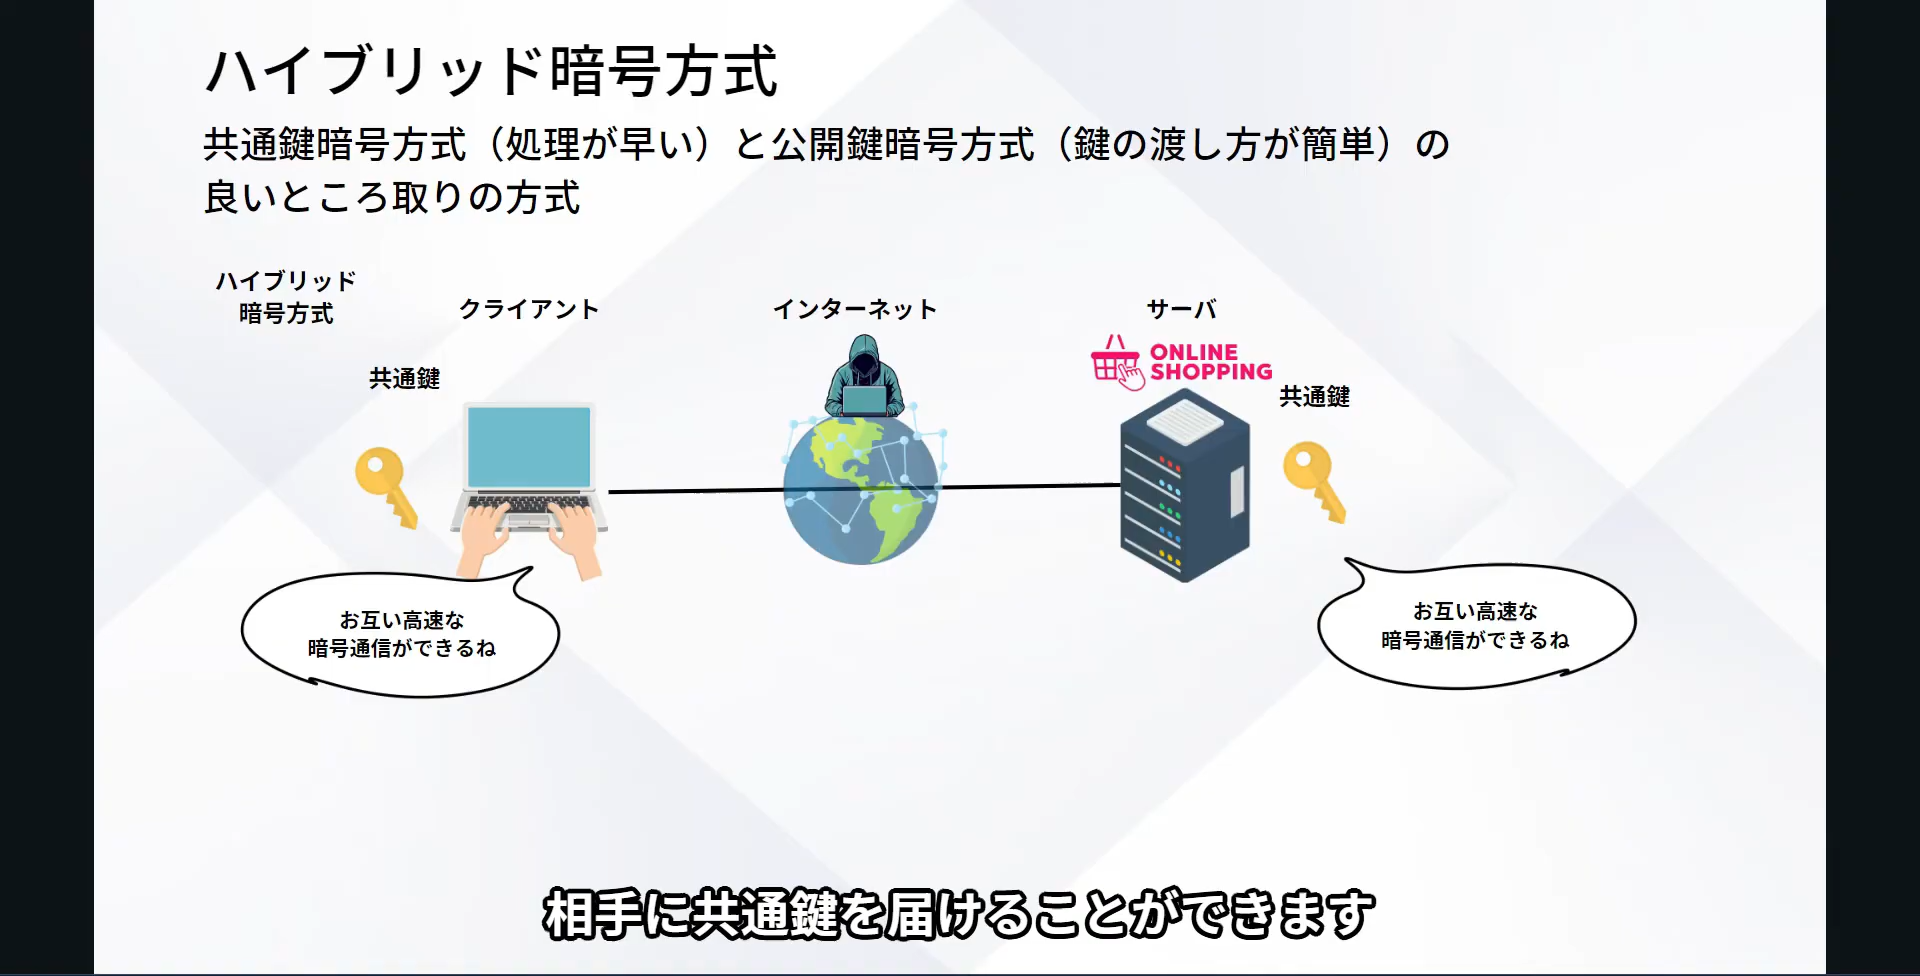 ハイブリッド暗号方式
共通鍵暗号方式（処理が早い）と公開鍵暗号方式（鍵の渡し方が簡単）の
良いところ取りの方式
ハイブリッド
暗号方式
クライアント
インターネット
サーバ
ONLINE
SHOPPING
共通鍵
共通鍵
お互い高速な
暗号通信ができるね
お互い高速な
暗号通信ができるね
相手に共通鍵を届けることができます